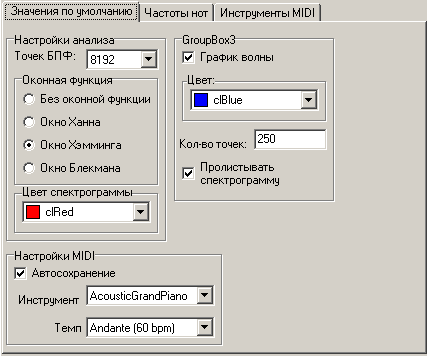 Значения по умолчанию
Частоты нот
Инструменты MIDI
Настройки анализа
Точек БПФ:
8192
Оконная функция
Без оконной функции
Окно Ханна
Окно Хэмминга
Окно Блекмана
Цвет спектрограммы
clRed
GroupBox3
График волны
Цвет:
clBlue
Кол-во точек:
250
Пролистывать
спектрограмму
Настройки MIDI
Автосохранение
Инструмент
AcousticGrandPiano
Темп
Andante (60 bpm)